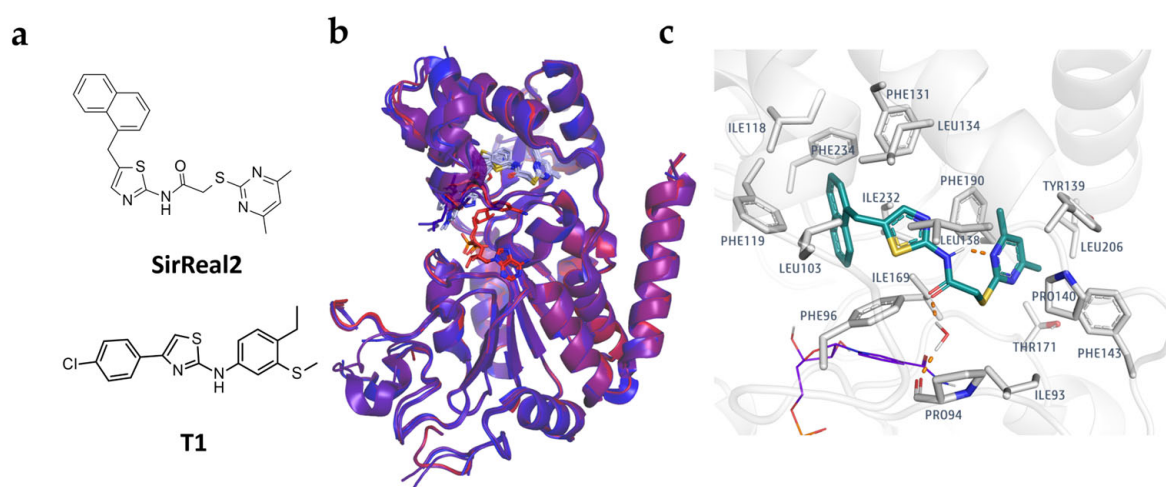 a
b
c
S
N
NH
O
S
N
N
SirReal2
Cl
S
N
N
H
S
T1
PHE131
ILE118
LEU134
PHE234
PHE190
TYR139
ILE232
PHE119
LEU138
LEU206
LEU103
ILE169
PRO140
PHE96
THR171
PHE143
ILE93
PRO94